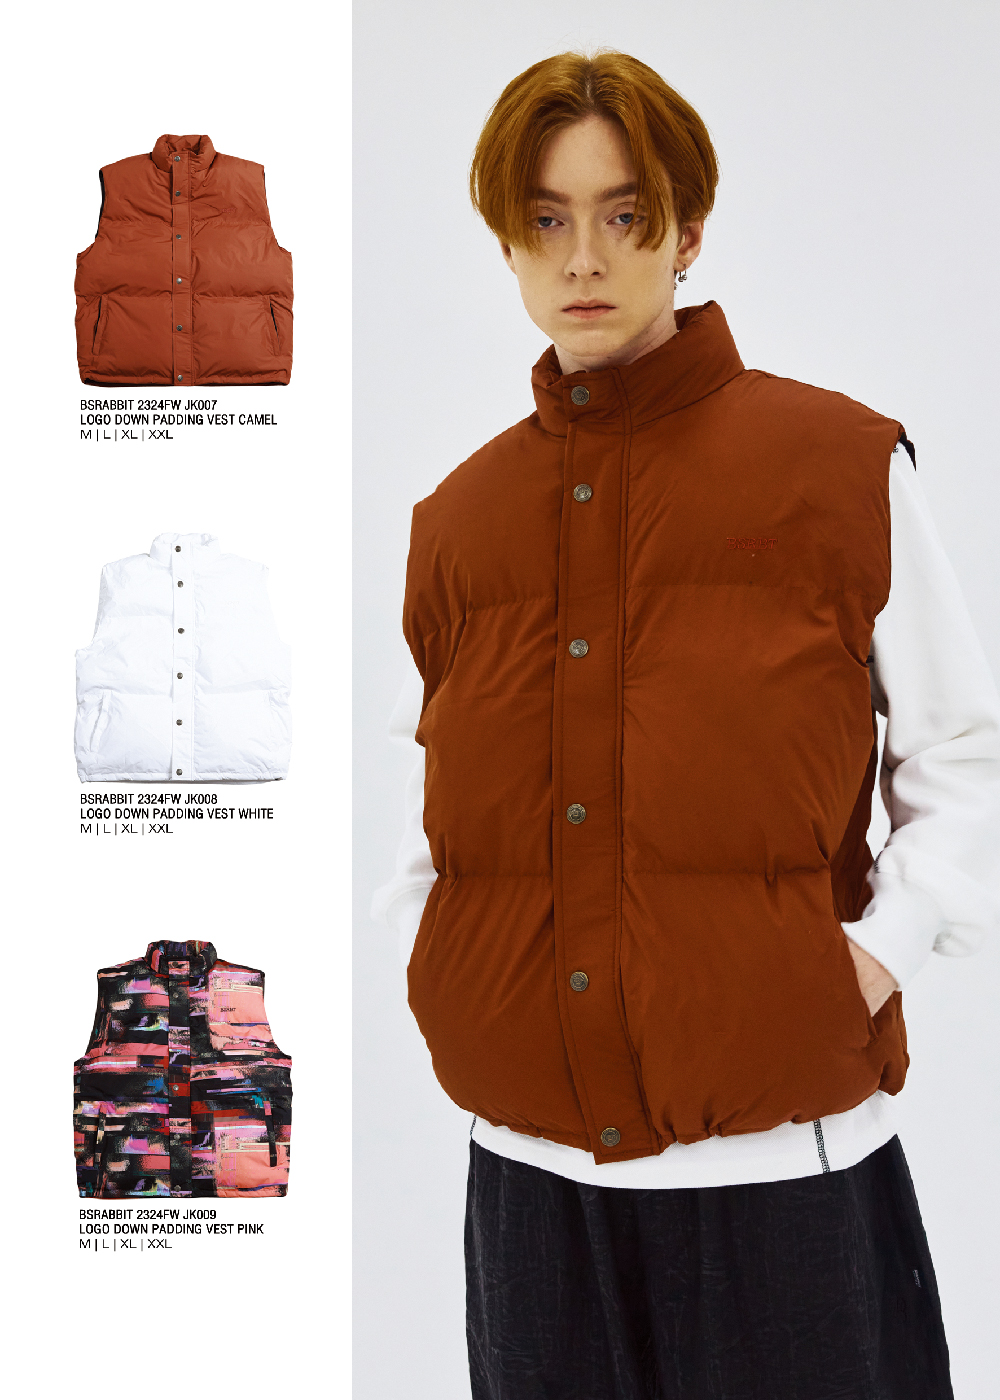 BSRABBIT 2324FW JK007
LOGO DOWN PADDING VEST CAMEL
M | L | XL | XXL
BSRABBIT 2324FW JK008
LOGO DOWN PADDING VEST WHITE
M | L | XL | XXL
BSRABBIT 2324FW JK009
LOGO DOWN PADDING VEST PINK
M | L | XL | XXL